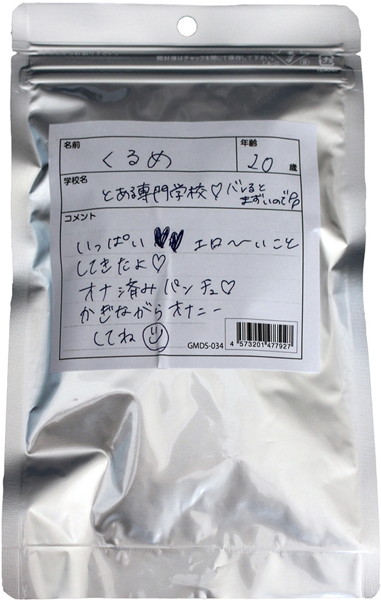 名前 くるめ 年齢 20 歳
学校名 とある専門学校♡バレると
まずいので
コメント
いっぱい♥♥ エロ〜いこと
してきたよ♡
オナ済みパンチュ♡
かぎながらオナニー
してね
GMDS-034
4 573201 477927